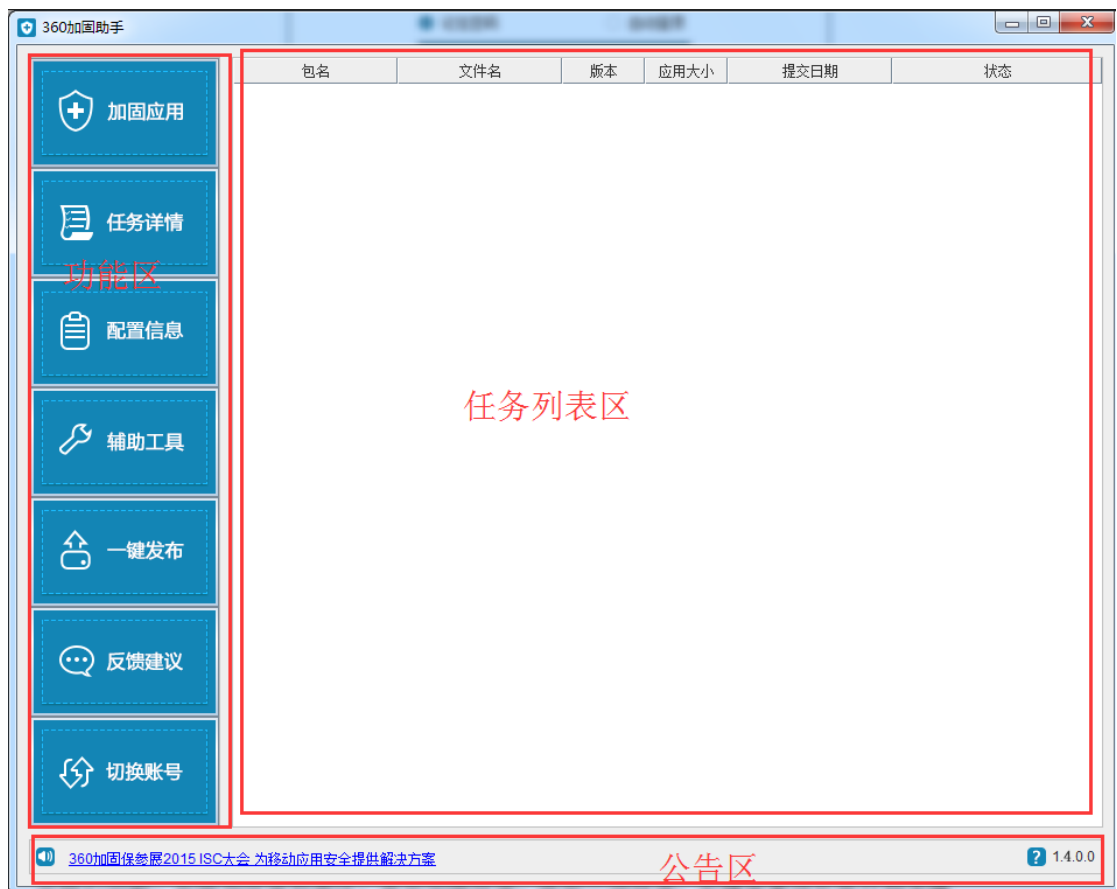 360加固助手
包名 文件名 版本 应用大小 提交日期 状态
加固应用
任务详情
功能区
配置信息
任务列表区
辅助工具
一键发布
反馈建议
切换账号
360加固保参展2015 ISC大会 为移动应用安全提供解决方案
公告区
1.4.0.0